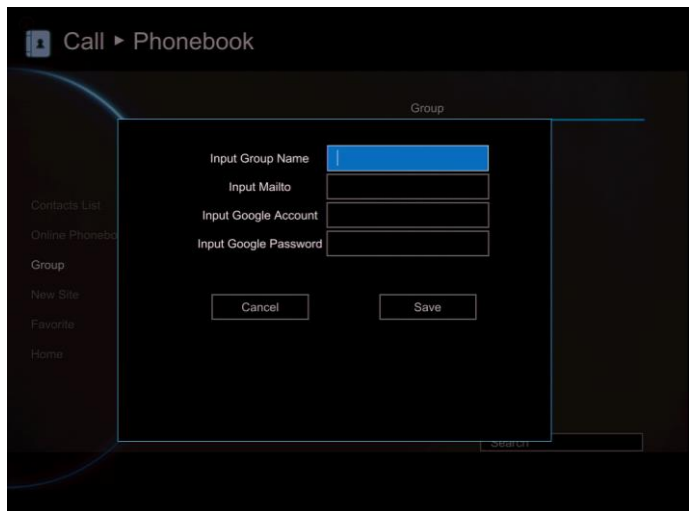 Call ▸ Phonebook
Group
Input Group Name
Input Mailto
Input Google Account
Input Google Password
Cancel Save
Contacts List
Online Phonebo
Group
New Site
Favorite
Home
Search